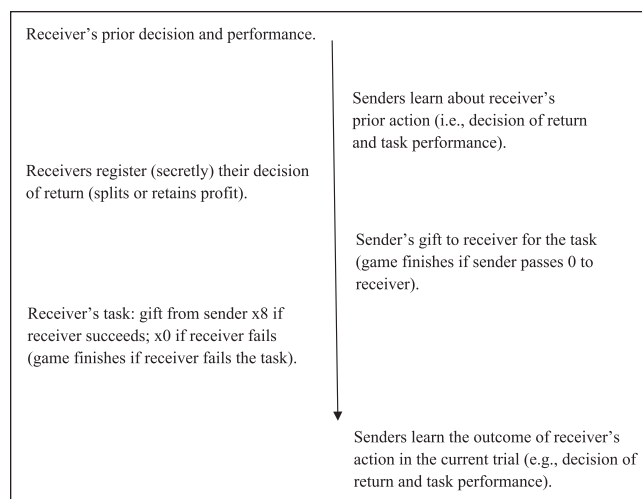 Receiver's prior decision and performance.
Senders learn about receiver's
prior action (i.e., decision of return
and task performance).
Receivers register (secretly) their decision
of return (splits or retains profit).
Sender's gift to receiver for the task
(game finishes if sender passes 0 to
receiver).
Receiver's task: gift from sender x8 if
receiver succeeds; x0 if receiver fails
(game finishes if receiver fails the task).
Senders learn the outcome of receiver's
action in the current trial (e.g., decision of
return and task performance).